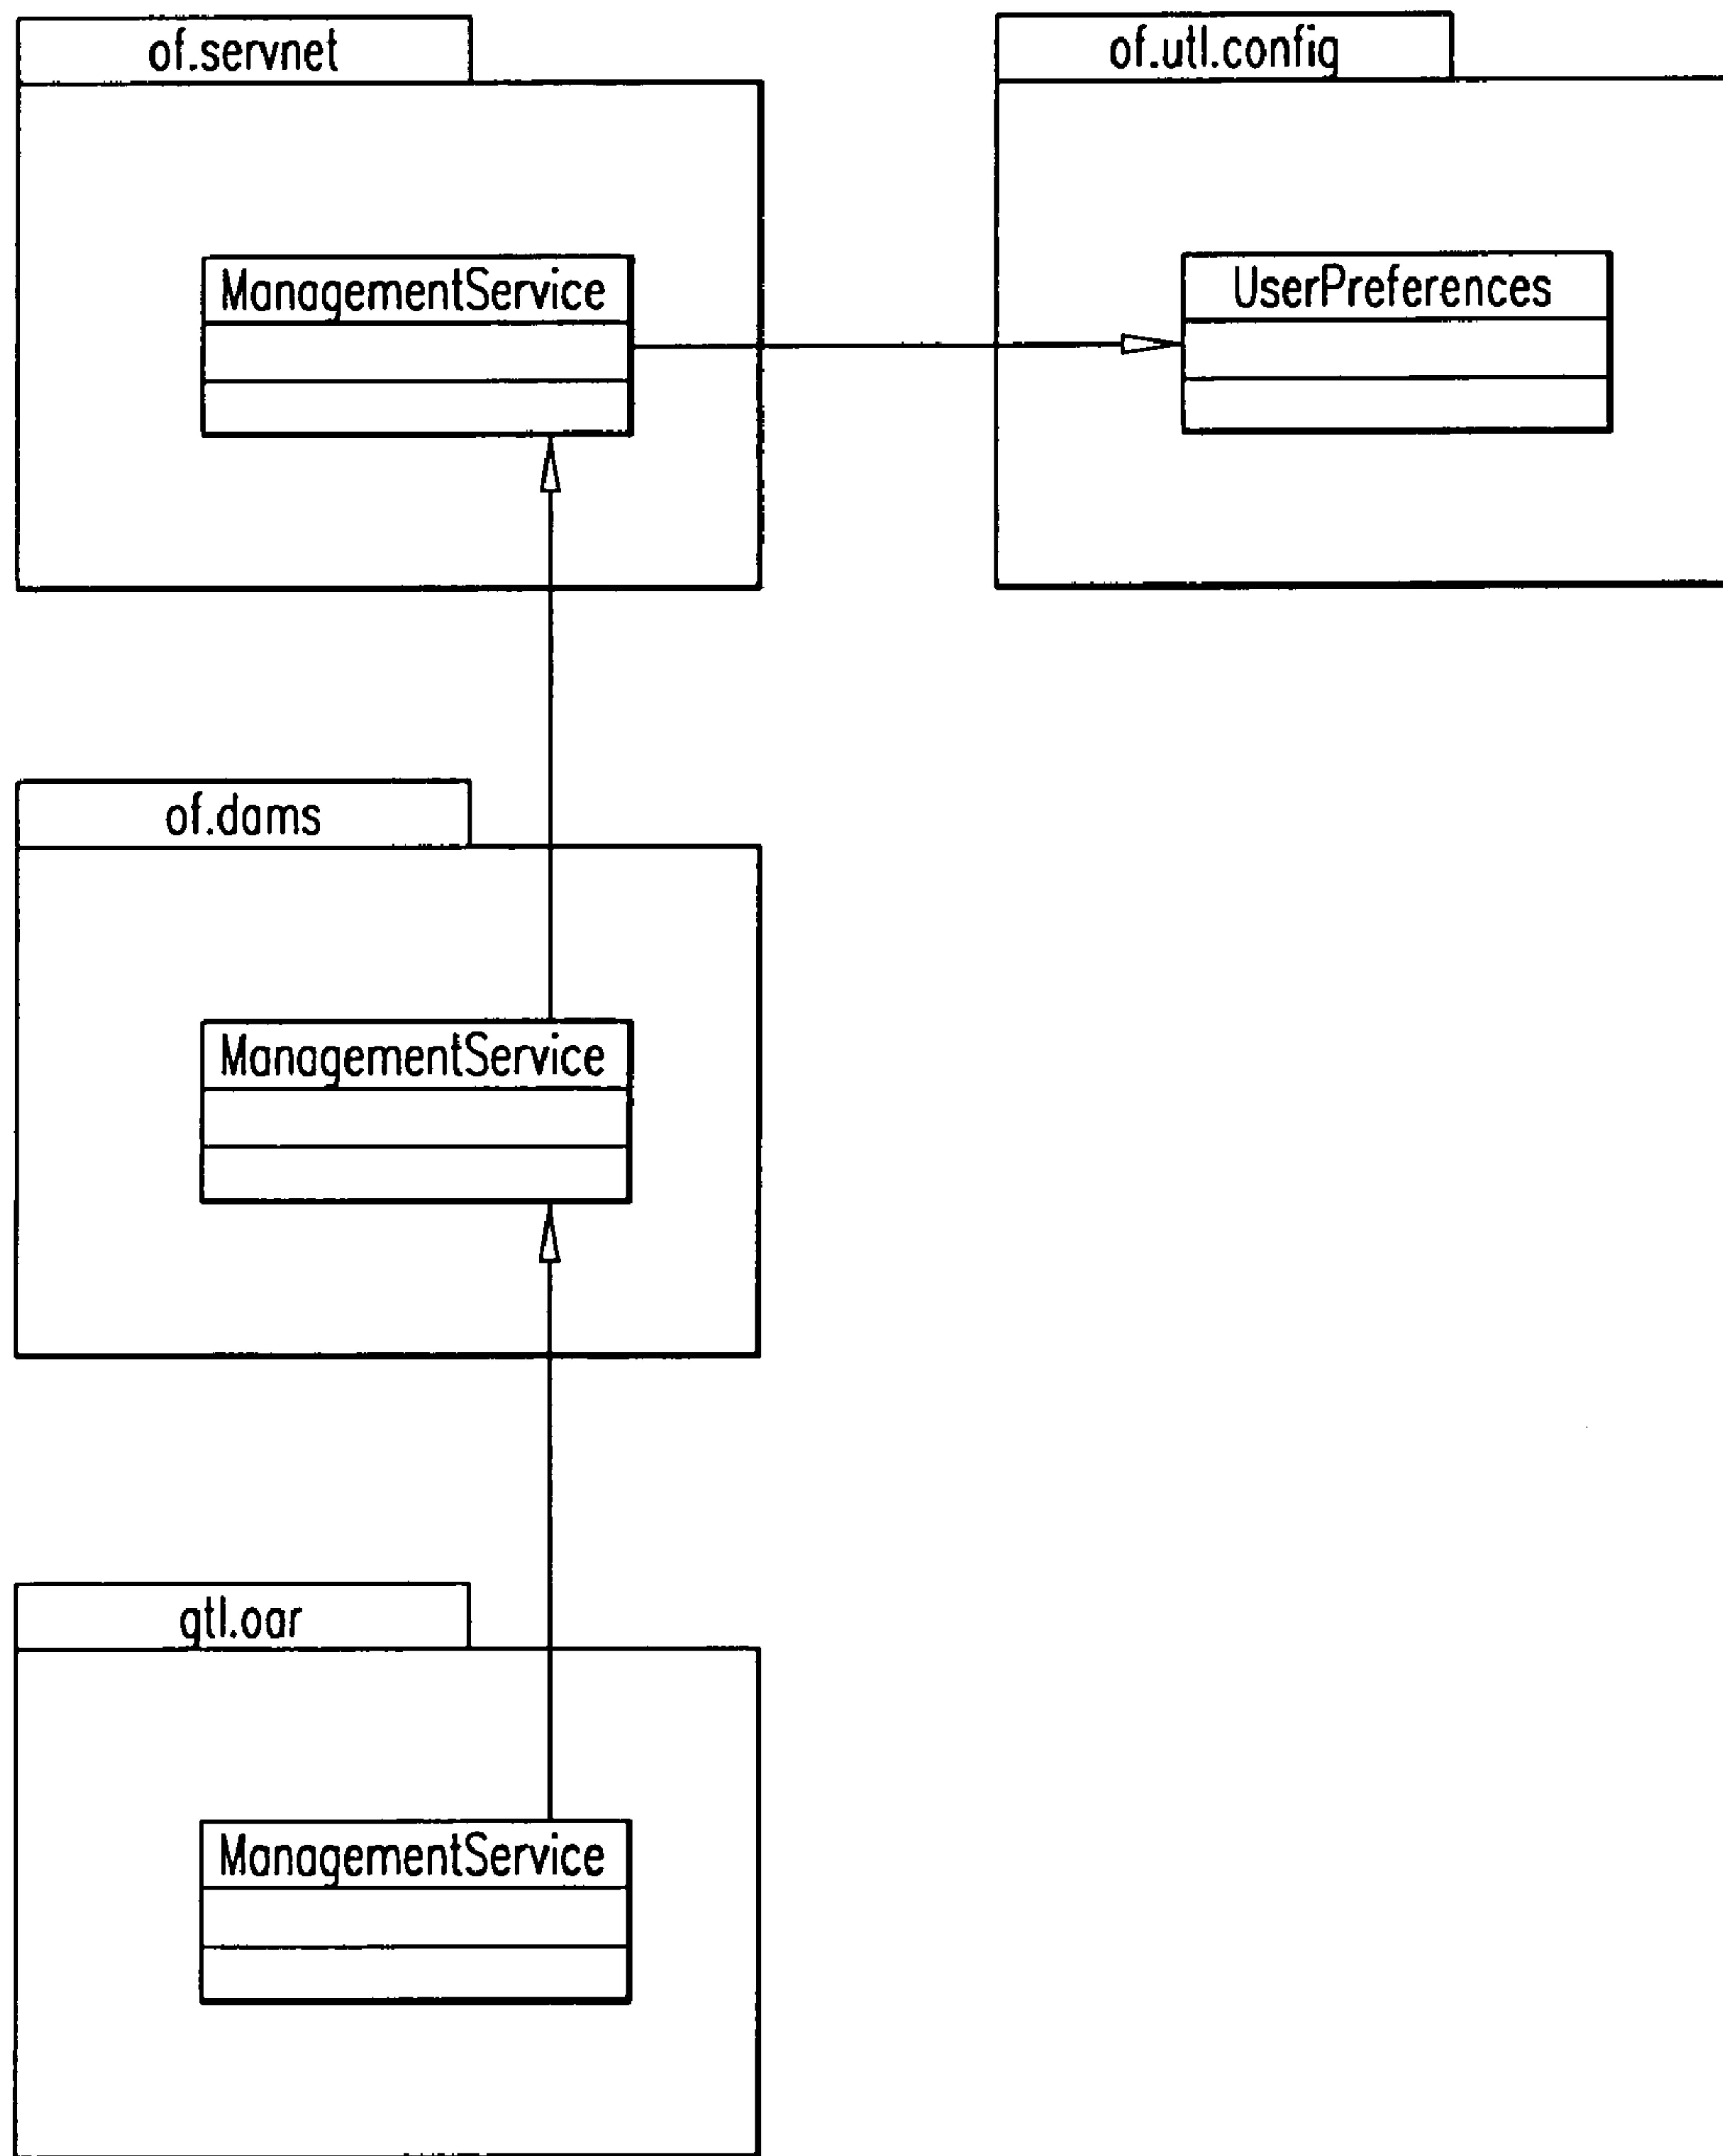 of.servnet
of.utl.config
ManagementService
UserPreferences
of.dams
ManagementService
gtl.oar
ManagementService